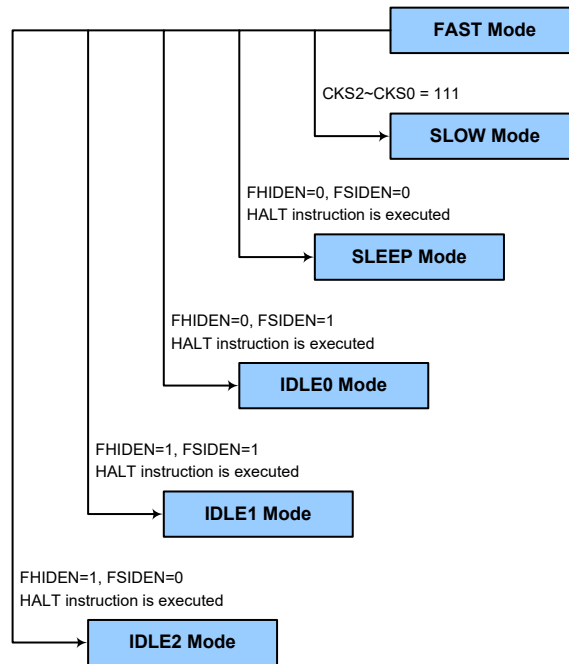 FAST Mode
CKS2~CKS0 = 111
SLOW Mode
FHIDEN=0, FSIDEN=0
HALT instruction is executed
SLEEP Mode
FHIDEN=0, FSIDEN=1
HALT instruction is executed
IDLE0 Mode
FHIDEN=1, FSIDEN=1
HALT instruction is executed
IDLE1 Mode
FHIDEN=1, FSIDEN=0
HALT instruction is executed
IDLE2 Mode